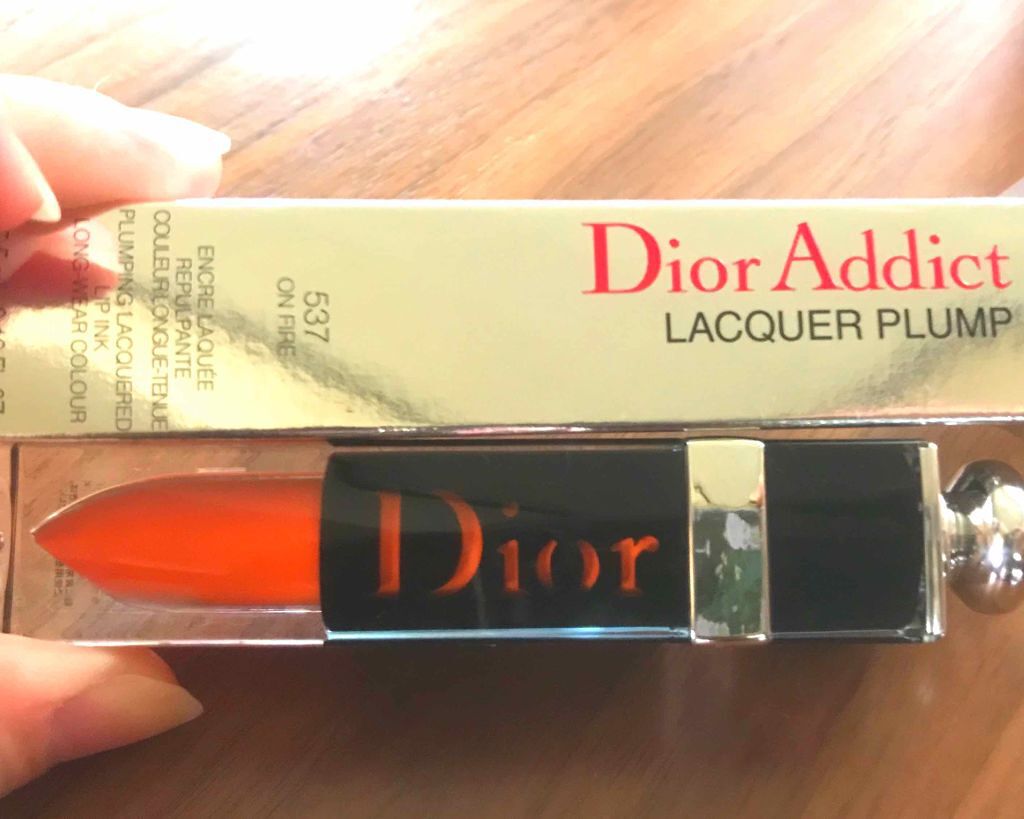 Dior Addict
LACQUER PLUMP
537
ON FIRE
ENCRE LAQUÉE
REPULPANTE
COULEUR LONGUE-TENUE
PLUMPING LACQUERED
LIP INK
LONG-WEAR COLOUR
Dior